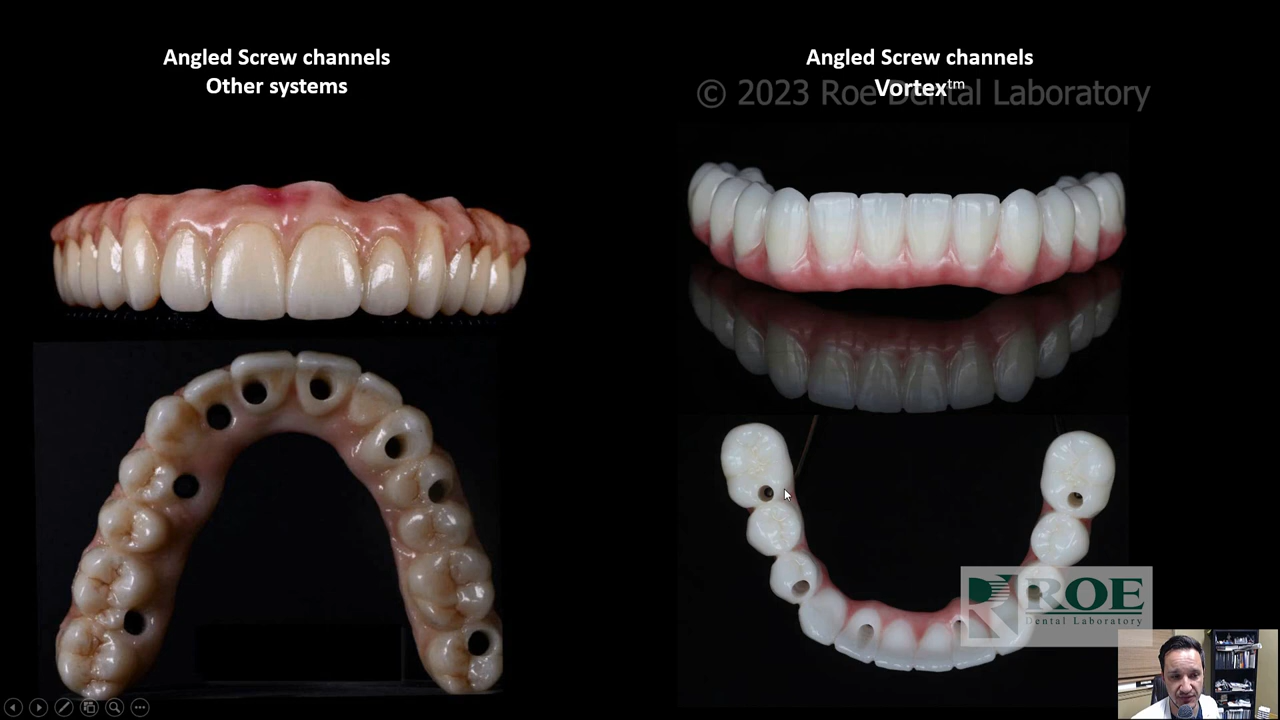 Angled Screw channels
Other systems
Angled Screw channels
Vortex™
© 2023 Roe Dental Laboratory
ROE
Dental Laboratory